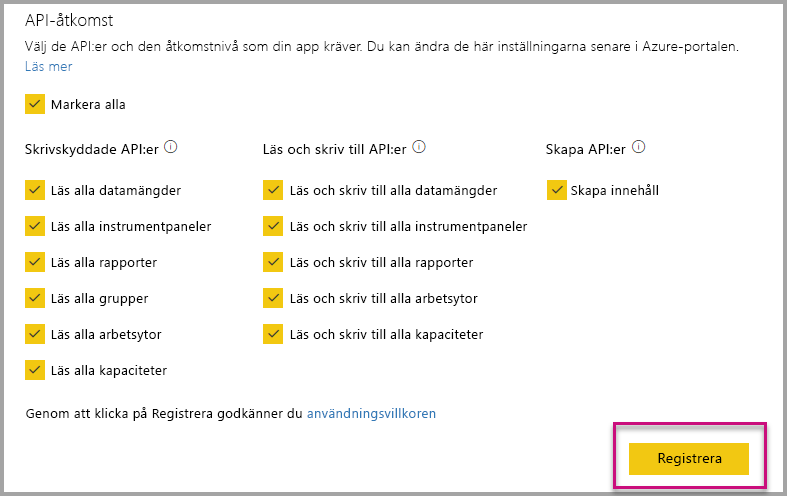 API-åtkomst
Välj de API:er och den åtkomstnivå som din app kräver. Du kan ändra de här inställningarna senare i Azure-portalen.
Läs mer
Markera alla
Skrivskyddade API:er
Läs alla datamängder
Läs alla instrumentpaneler
Läs alla rapporter
Läs alla grupper
Läs alla arbetsytor
Läs alla kapaciteter
Läs och skriv till API:er
Läs och skriv till alla datamängder
Läs och skriv till alla instrumentpaneler
Läs och skriv till alla rapporter
Läs och skriv till alla arbetsytor
Läs och skriv till alla kapaciteter
Skapa API:er
Skapa innehåll
Genom att klicka på Registrera godkänner du användningsvillkoren
Registrera